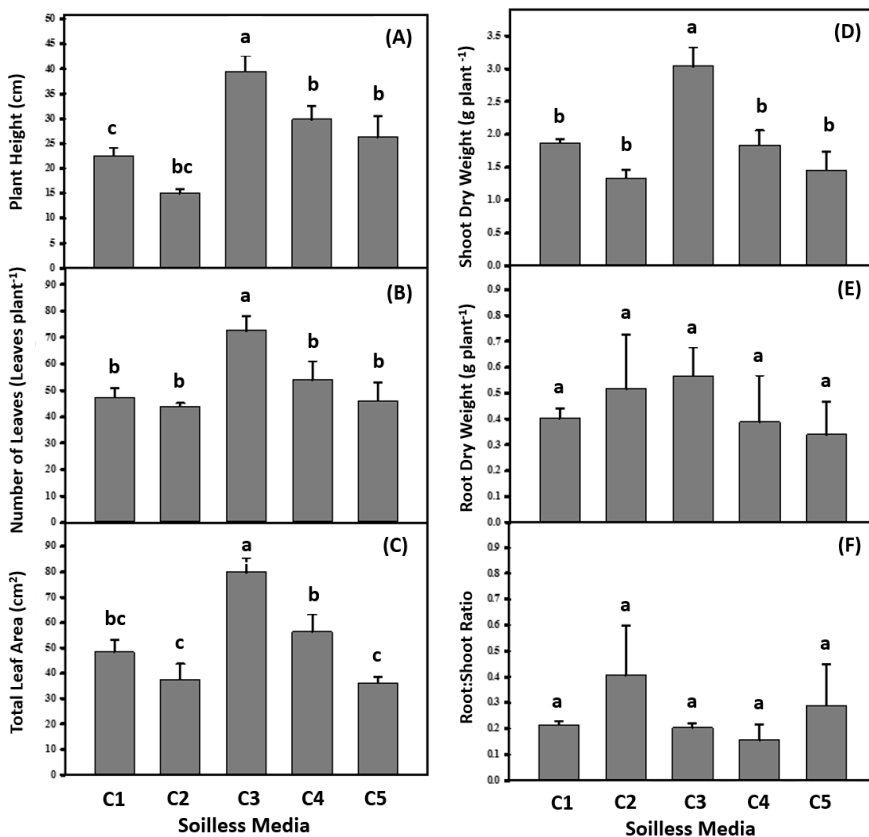 Plant Height (cm)
50
45
40
35
30
25
20
15
10
5
0
(A)
c
bc
a
b
b
Number of Leaves (Leaves plant-1)
90
80
70
60
50
40
30
20
10
0
(B)
b
b
a
b
b
Total Leaf Area (cm2)
90
80
70
60
50
40
30
20
10
0
(C)
bc
c
a
b
c
C1 C2 C3 C4 C5
Soilless Media
Shoot Dry Weight (g plant -1)
3.5
3.0
2.5
2.0
1.5
1.0
0.5
0.0
(D)
b
b
a
b
b
Root Dry Weight (g plant-1)
0.9
0.8
0.7
0.6
0.5
0.4
0.3
0.2
0.1
0.0
(E)
a
a
a
a
a
Root:Shoot Ratio
0.9
0.8
0.7
0.6
0.5
0.4
0.3
0.2
0.1
0.0
(F)
a
a
a
a
a
C1 C2 C3 C4 C5
Soilless Media